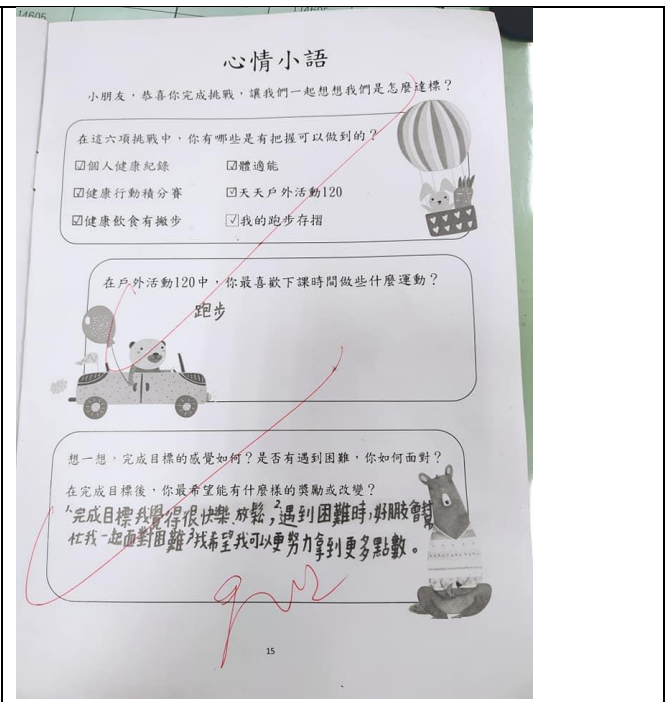 14605
心情小語
小朋友，恭喜你完成挑戰，讓我們一起想想我們是怎麼達標？
在這六項挑戰中，你有哪些是有把握可以做到的？
☑個人健康紀錄 ☑體適能
☑健康行動積分賽 ☑天天戶外活動120
☑健康飲食有撇步 ☑我的跑步存摺
在戶外活動120中，你最喜歡下課時間做些什麼運動？
跑步
想一想，完成目標的感覺如何？是否有遇到困難，你如何面對？
在完成目標後，你最希望能有什麼樣的獎勵或改變？
1.完成目標我覺得很快樂、放鬆，2.遇到困難時，好朋友會幫
忙我一起面對困難3.我希望我可以更努力拿到更多點數。
15